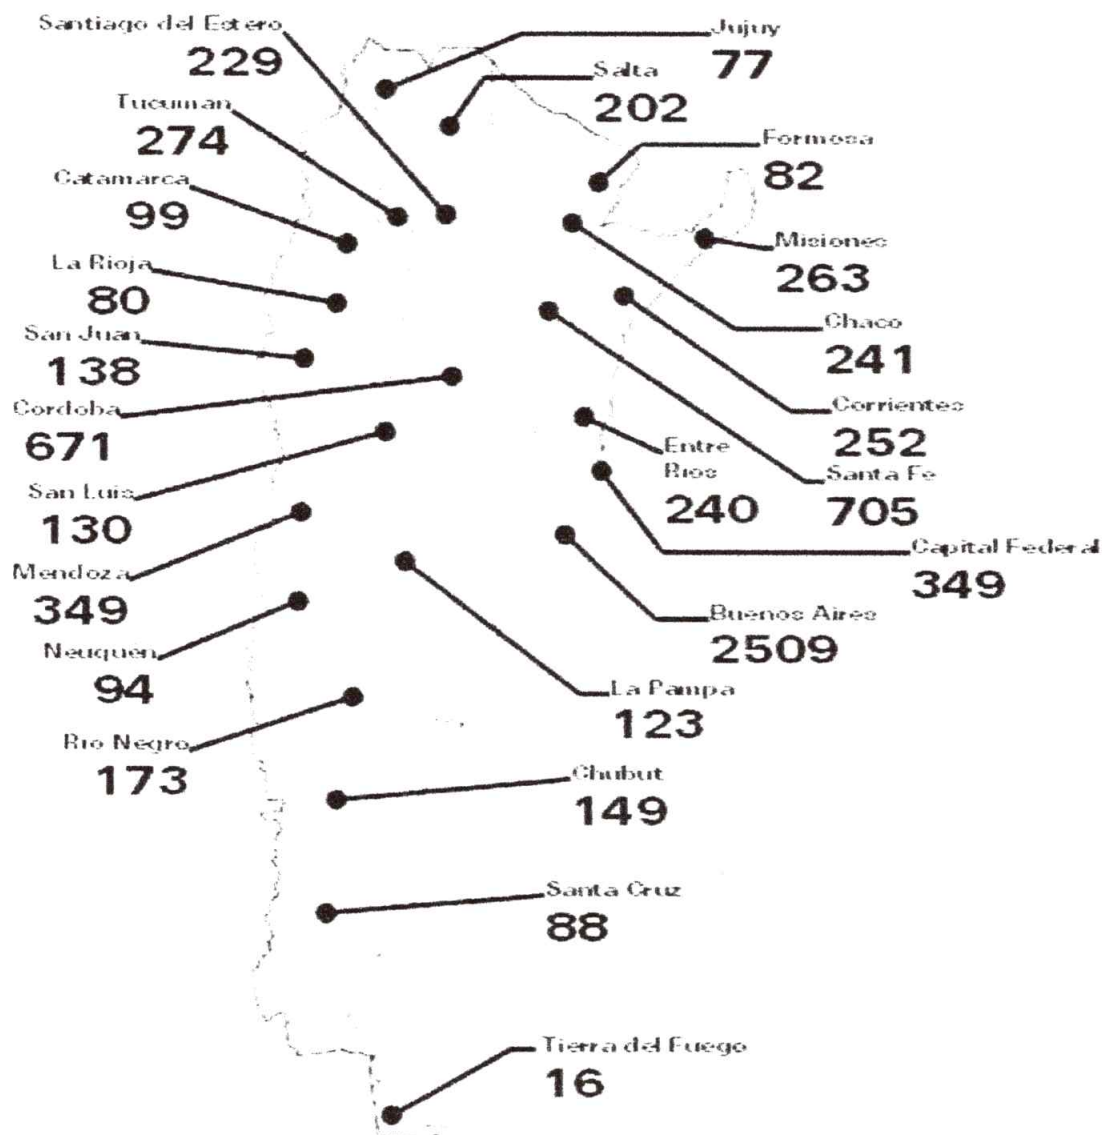 Santiago del Estero
229
Tucuman
274
Catamarca
99
La Rioja
80
San Juan
138
Cordoba
671
San Luis
130
Mendoza
349
Neuquen
94
Rio Negro
173
Jujuy
77
Salta
202
Formosa
82
Misiones
263
Chaco
241
Corrientes
252
Santa Fe
705
Entre
Rios
240
Capital Federal
349
Buenos Aires
2509
La Pampa
123
Chubut
149
Santa Cruz
88
Tierra del Fuego
16